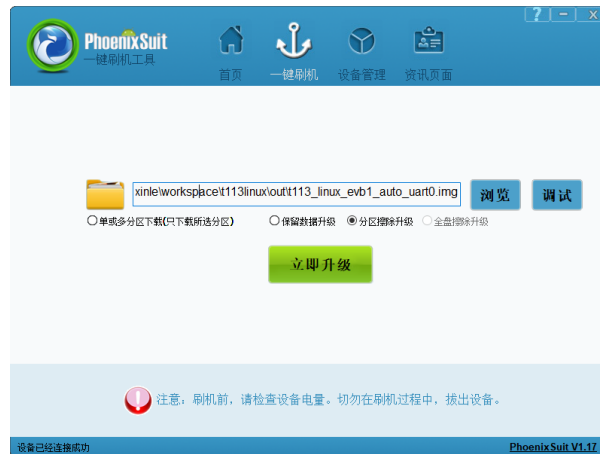 ? – x
PhoenixSuit
一键刷机工具
首页 一键刷机 设备管理 资讯页面
xinle\workspace\t113linux\out\t113_linux_evb1_auto_uart0.img 浏览 调试
单或多分区下载(只下载所选分区) 保留数据升级 分区擦除升级 全盘擦除升级
立即升级
注意：刷机前，请检查设备电量。切勿在刷机过程中，拔出设备。
设备已经连接成功 PhoenixSuit V1.17